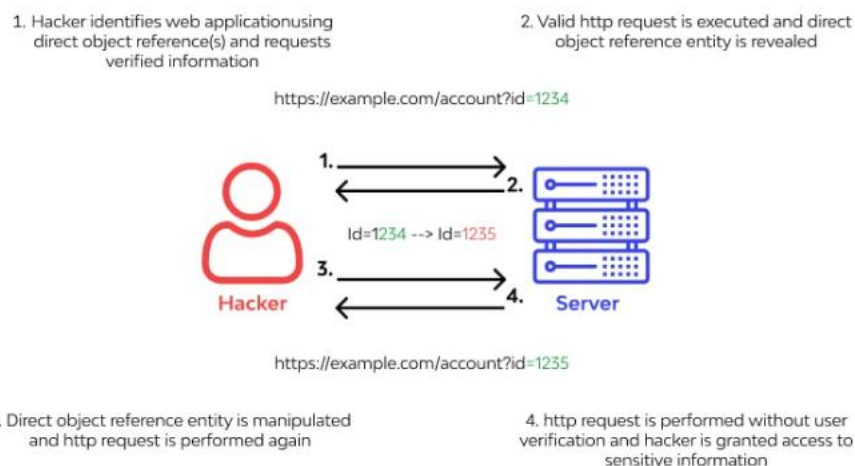 1. Hacker identifies web applicationusing
direct object reference(s) and requests
verified information
2. Valid http request is executed and direct
object reference entity is revealed
https://example.com/account?id=1234
1.
2.
Id=1234 --> Id=1235
3.
4.
Hacker
Server
https://example.com/account?id=1235
. Direct object reference entity is manipulated
and http request is performed again
4. http request is performed without user
verification and hacker is granted access to
sensitive information